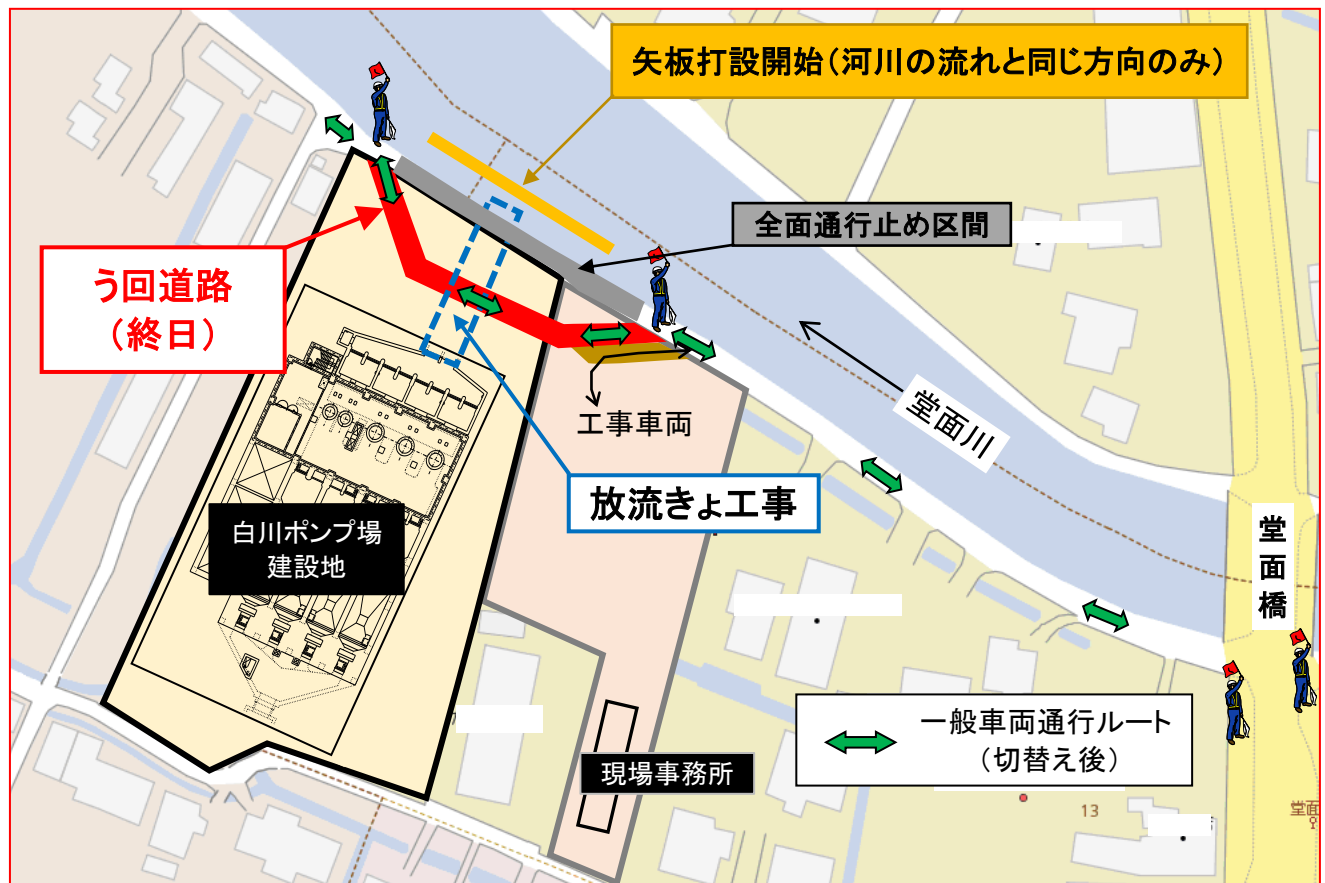 矢板打設開始（河川の流れと同じ方向のみ）
全面通行止め区間
う回道路
（終日）
工事車両
堂面川
放流きょ工事
白川ポンプ場
建設地
堂面橋
一般車両通行ルート
（切替え後）
現場事務所
13
堂面